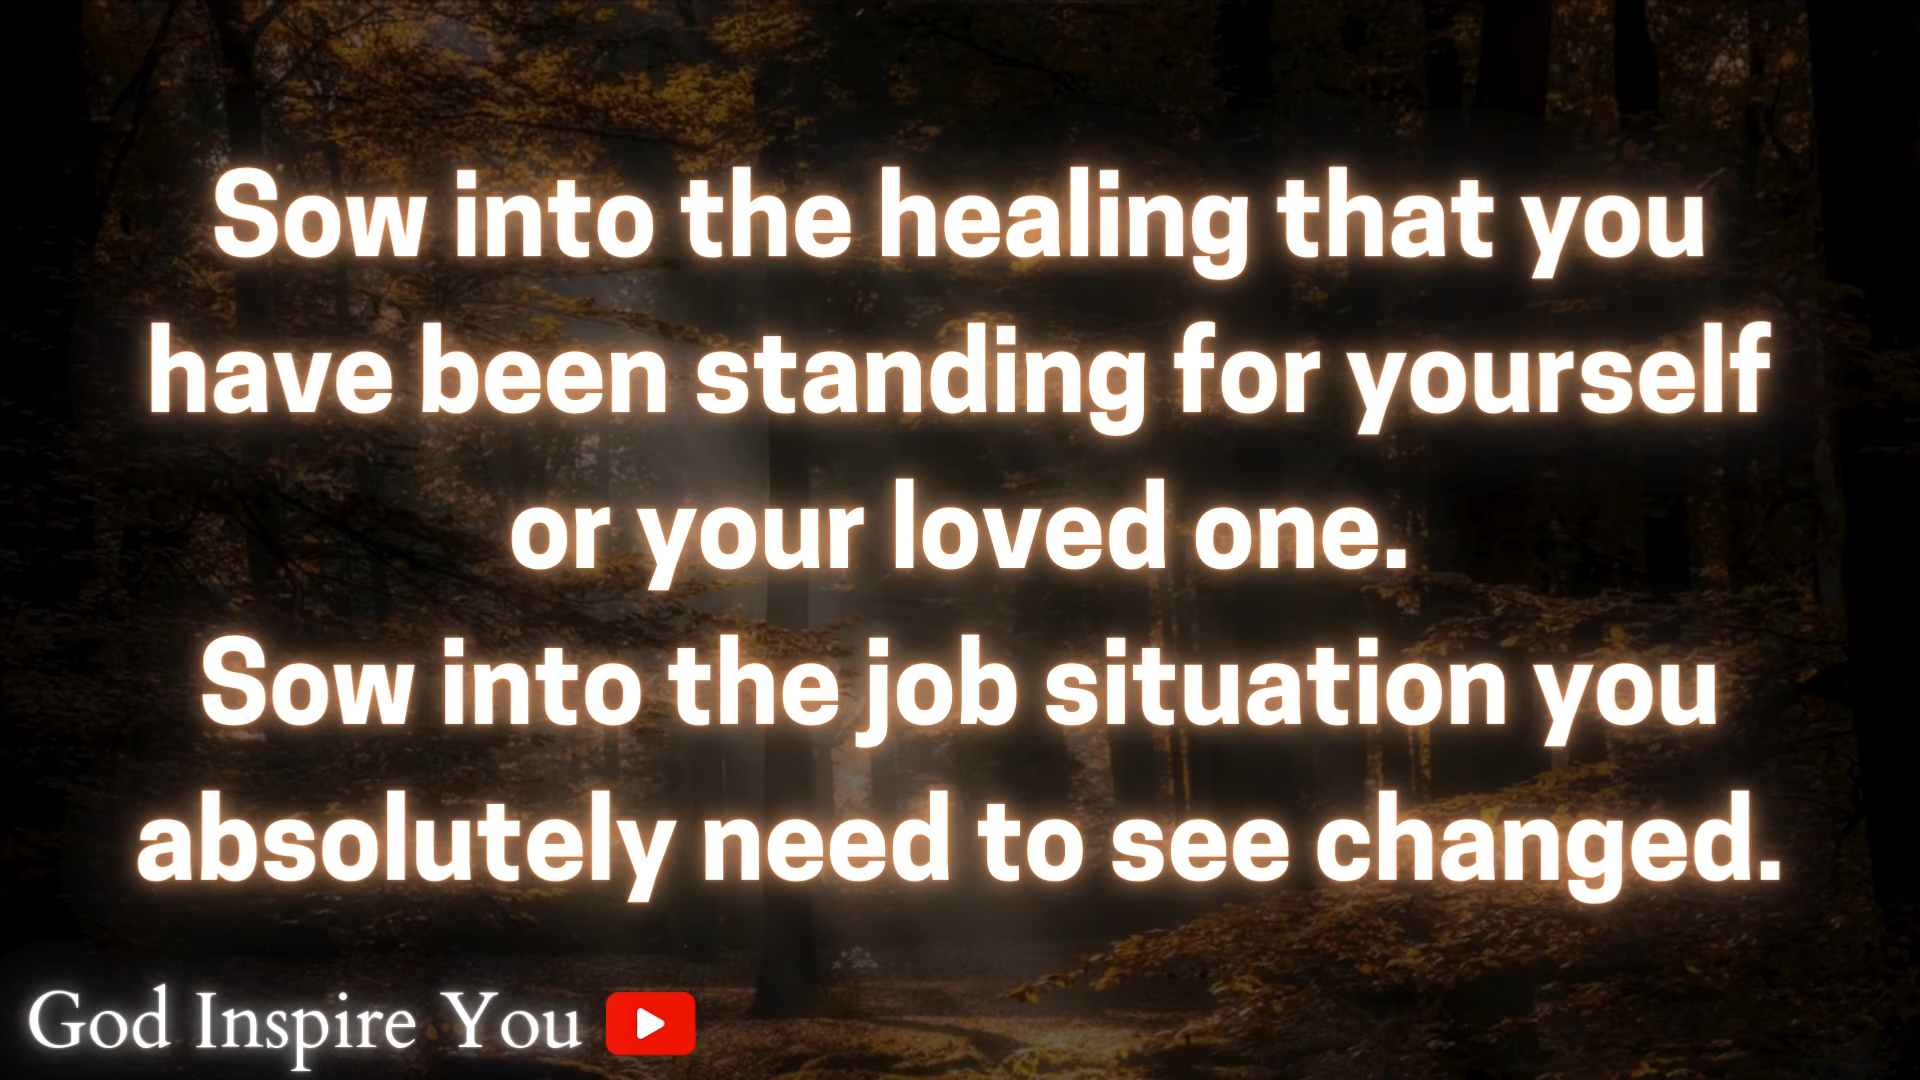 Sow into the healing that you
have been standing for yourself
or your loved one.
Sow into the job situation you
absolutely need to see changed.
God Inspire You